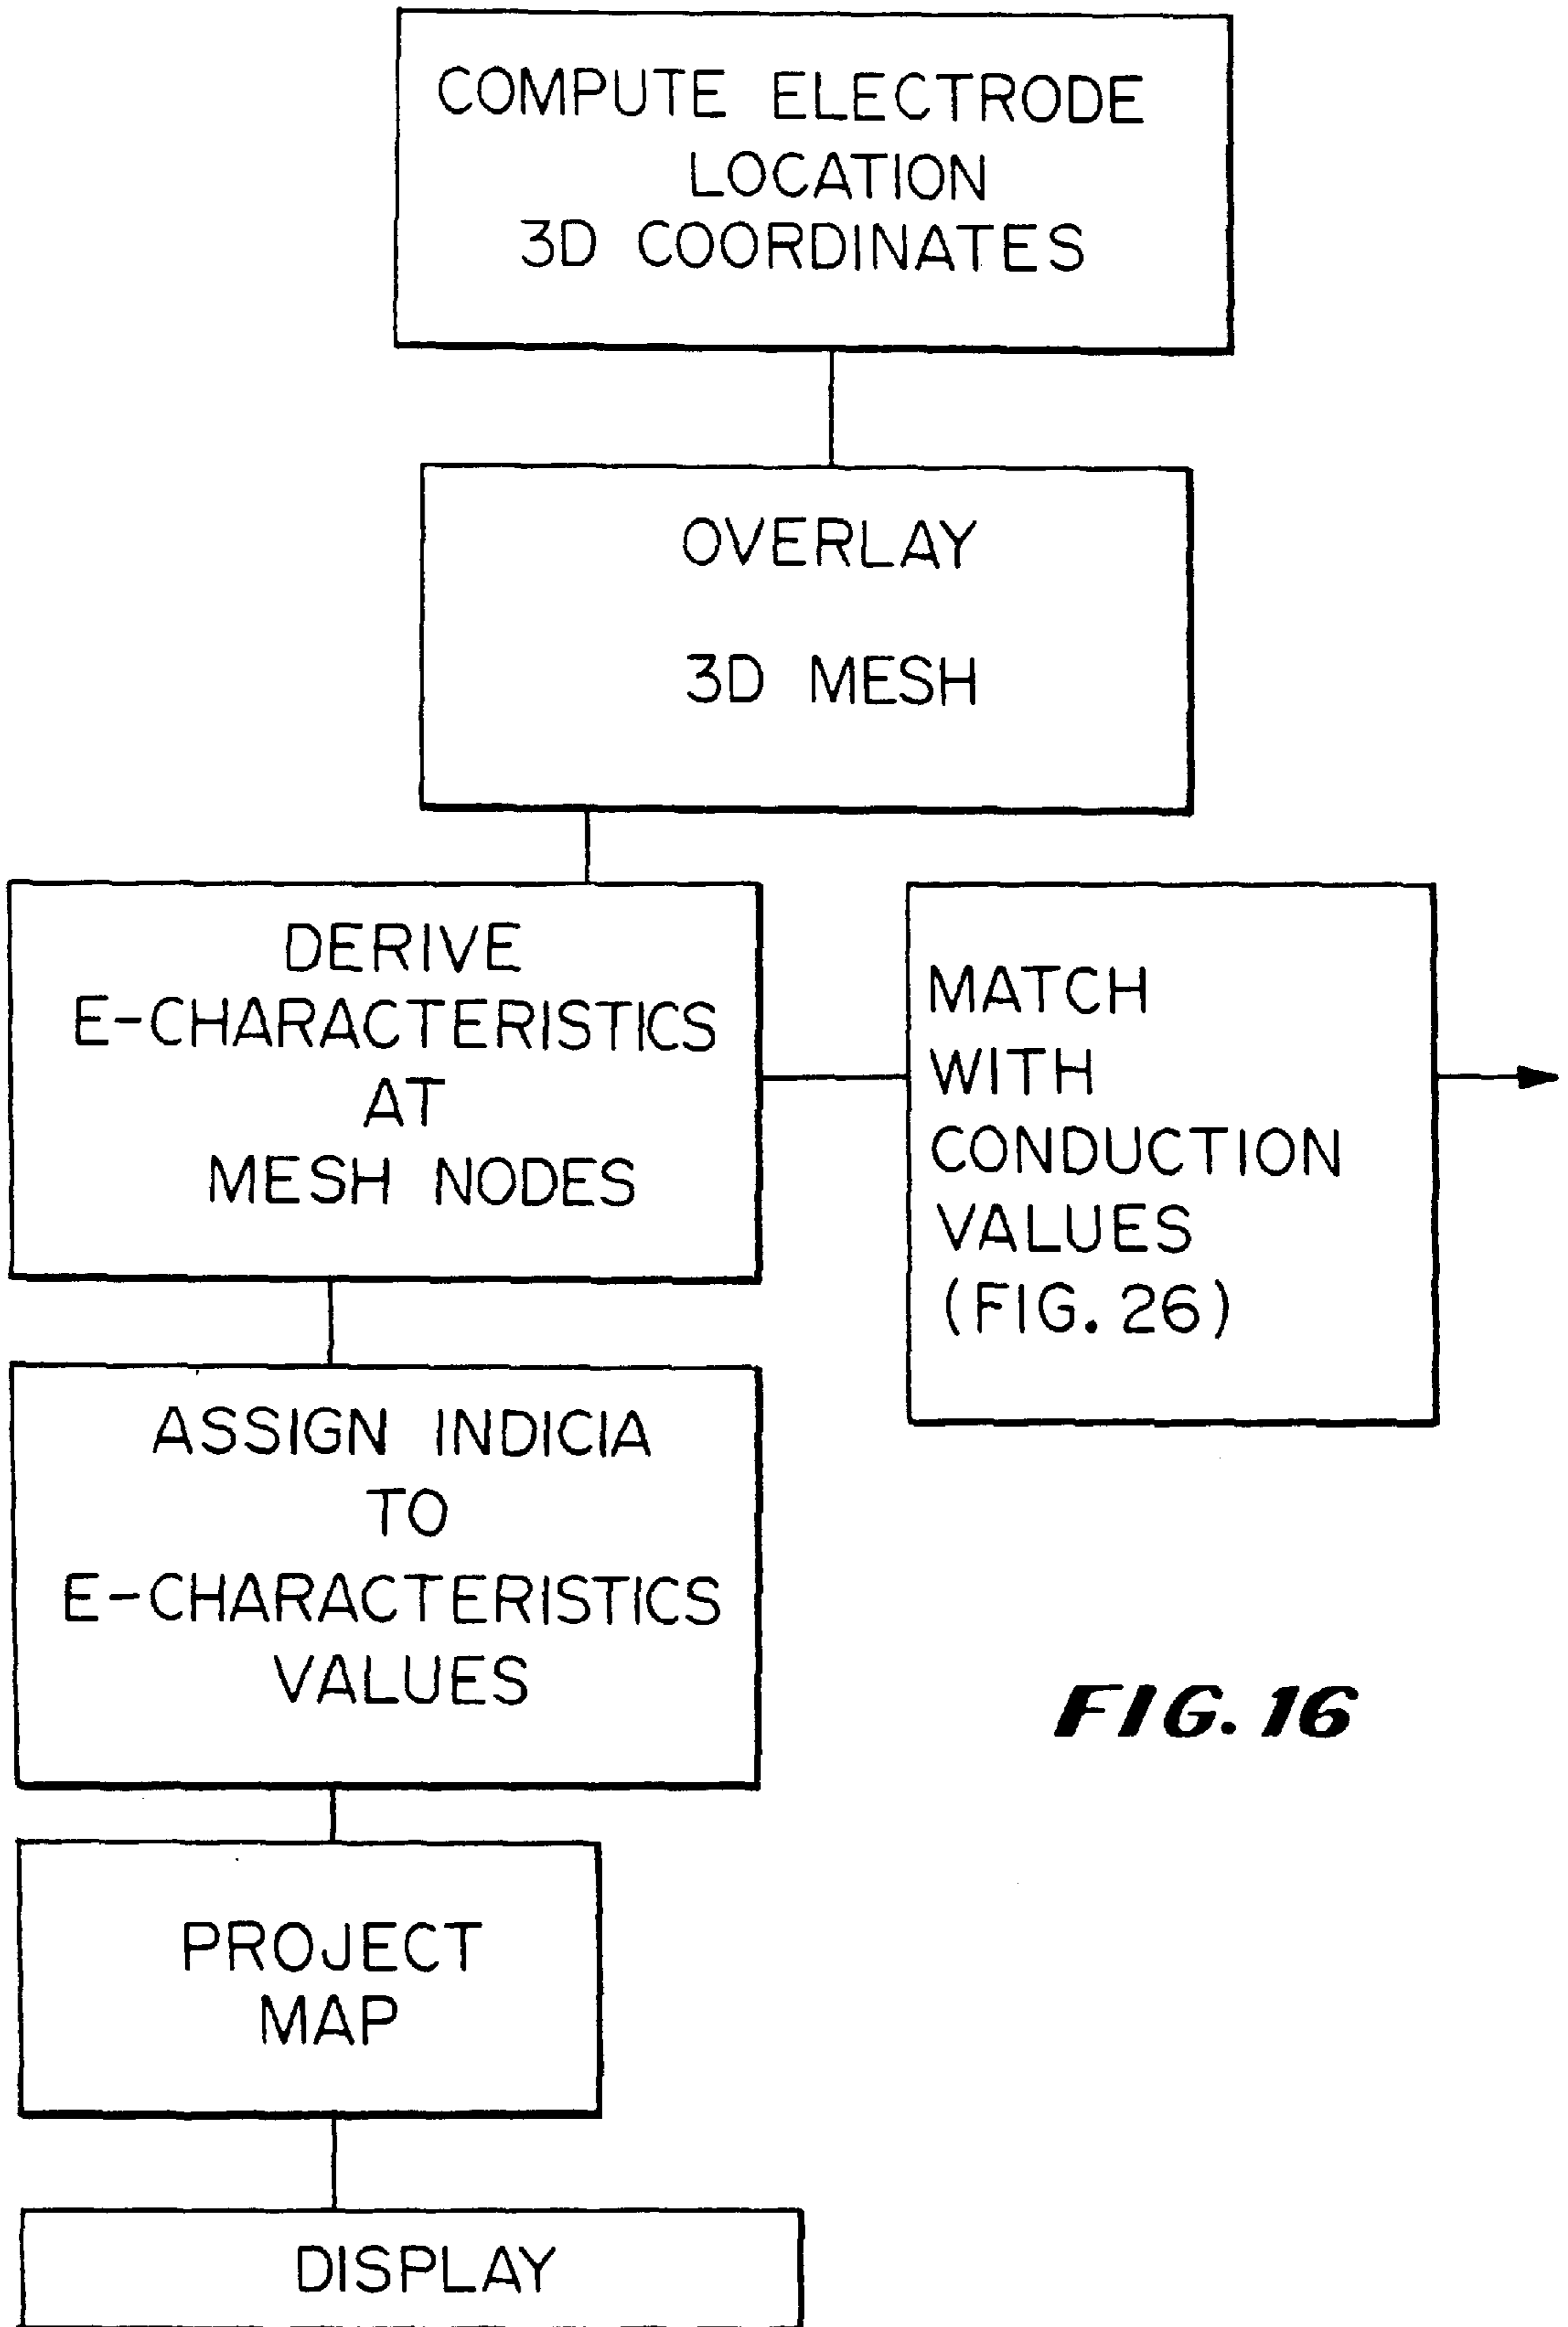 COMPUTE ELECTRODE
LOCATION
3D COORDINATES
OVERLAY
3D MESH
DERIVE
E-CHARACTERISTICS
AT
MESH NODES
MATCH
WITH
CONDUCTION
VALUES
(FIG. 26)
ASSIGN INDICIA
TO
E-CHARACTERISTICS
VALUES
FIG. 16
PROJECT
MAP
DISPLAY